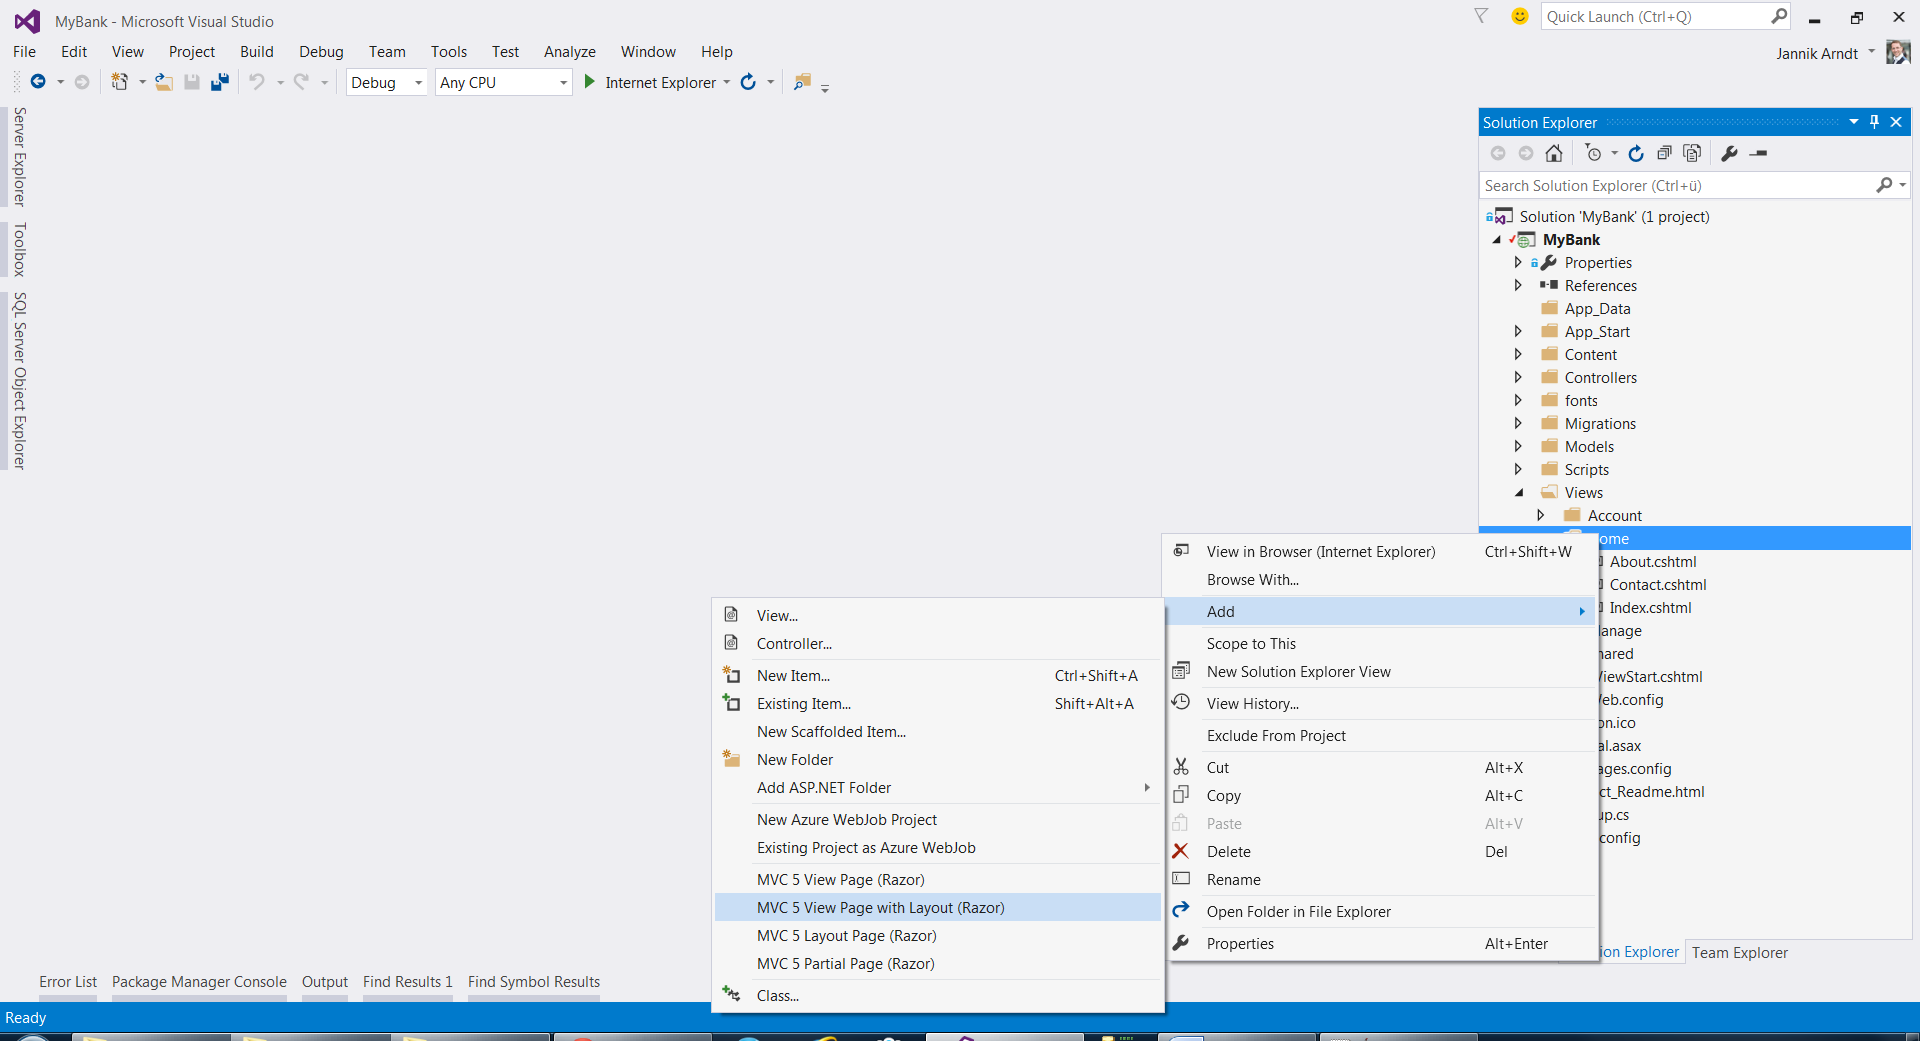 MyBank - Microsoft Visual Studio
Quick Launch (Ctrl+Q)
File Edit View Project Build Debug Team Tools Test Analyze Window Help
Jannik Arndt
Debug Any CPU Internet Explorer
Server Explorer
Toolbox
SQL Server Object Explorer
Solution Explorer
Search Solution Explorer (Ctrl+ü)
Solution 'MyBank' (1 project)
MyBank
Properties
References
App_Data
App_Start
Content
Controllers
fonts
Migrations
Models
Scripts
Views
Account
ome
About.cshtml
Contact.cshtml
Index.cshtml
anage
ared
iewStart.cshtml
eb.config
on.ico
al.asax
ages.config
ct_Readme.html
up.cs
config
View in Browser (Internet Explorer) Ctrl+Shift+W
Browse With...
Add
Scope to This
New Solution Explorer View
View History...
Exclude From Project
Cut Alt+X
Copy Alt+C
Paste Alt+V
Delete Del
Rename
Open Folder in File Explorer
Properties Alt+Enter
View...
Controller...
New Item... Ctrl+Shift+A
Existing Item... Shift+Alt+A
New Scaffolded Item...
New Folder
Add ASP.NET Folder
New Azure WebJob Project
Existing Project as Azure WebJob
MVC 5 View Page (Razor)
MVC 5 View Page with Layout (Razor)
MVC 5 Layout Page (Razor)
MVC 5 Partial Page (Razor)
Class...
ion Explorer Team Explorer
Error List Package Manager Console Output Find Results 1 Find Symbol Results
Ready